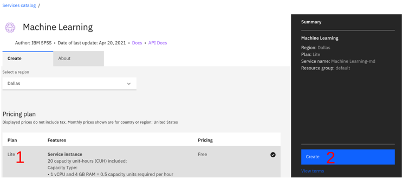 Services catalog /
Machine Learning
Author: IBM • Date of last update: Apr 20, 2021 • Docs • API Docs
Create
About
Select a region
Dallas
Pricing plan
Displayed prices do not include tax. Monthly prices shown are for country or region: United States
Plan Features Pricing
Lite 1 Service instance Free
20 capacity unit-hours (CUH) included:
Capacity type:
• 1 vCPU and 4 GB RAM = 0.5 capacity units required per hour
Summary
Machine Learning
Region: Dallas
Plan: Lite
Service name: Machine Learning-md
Resource group: default
Create 2